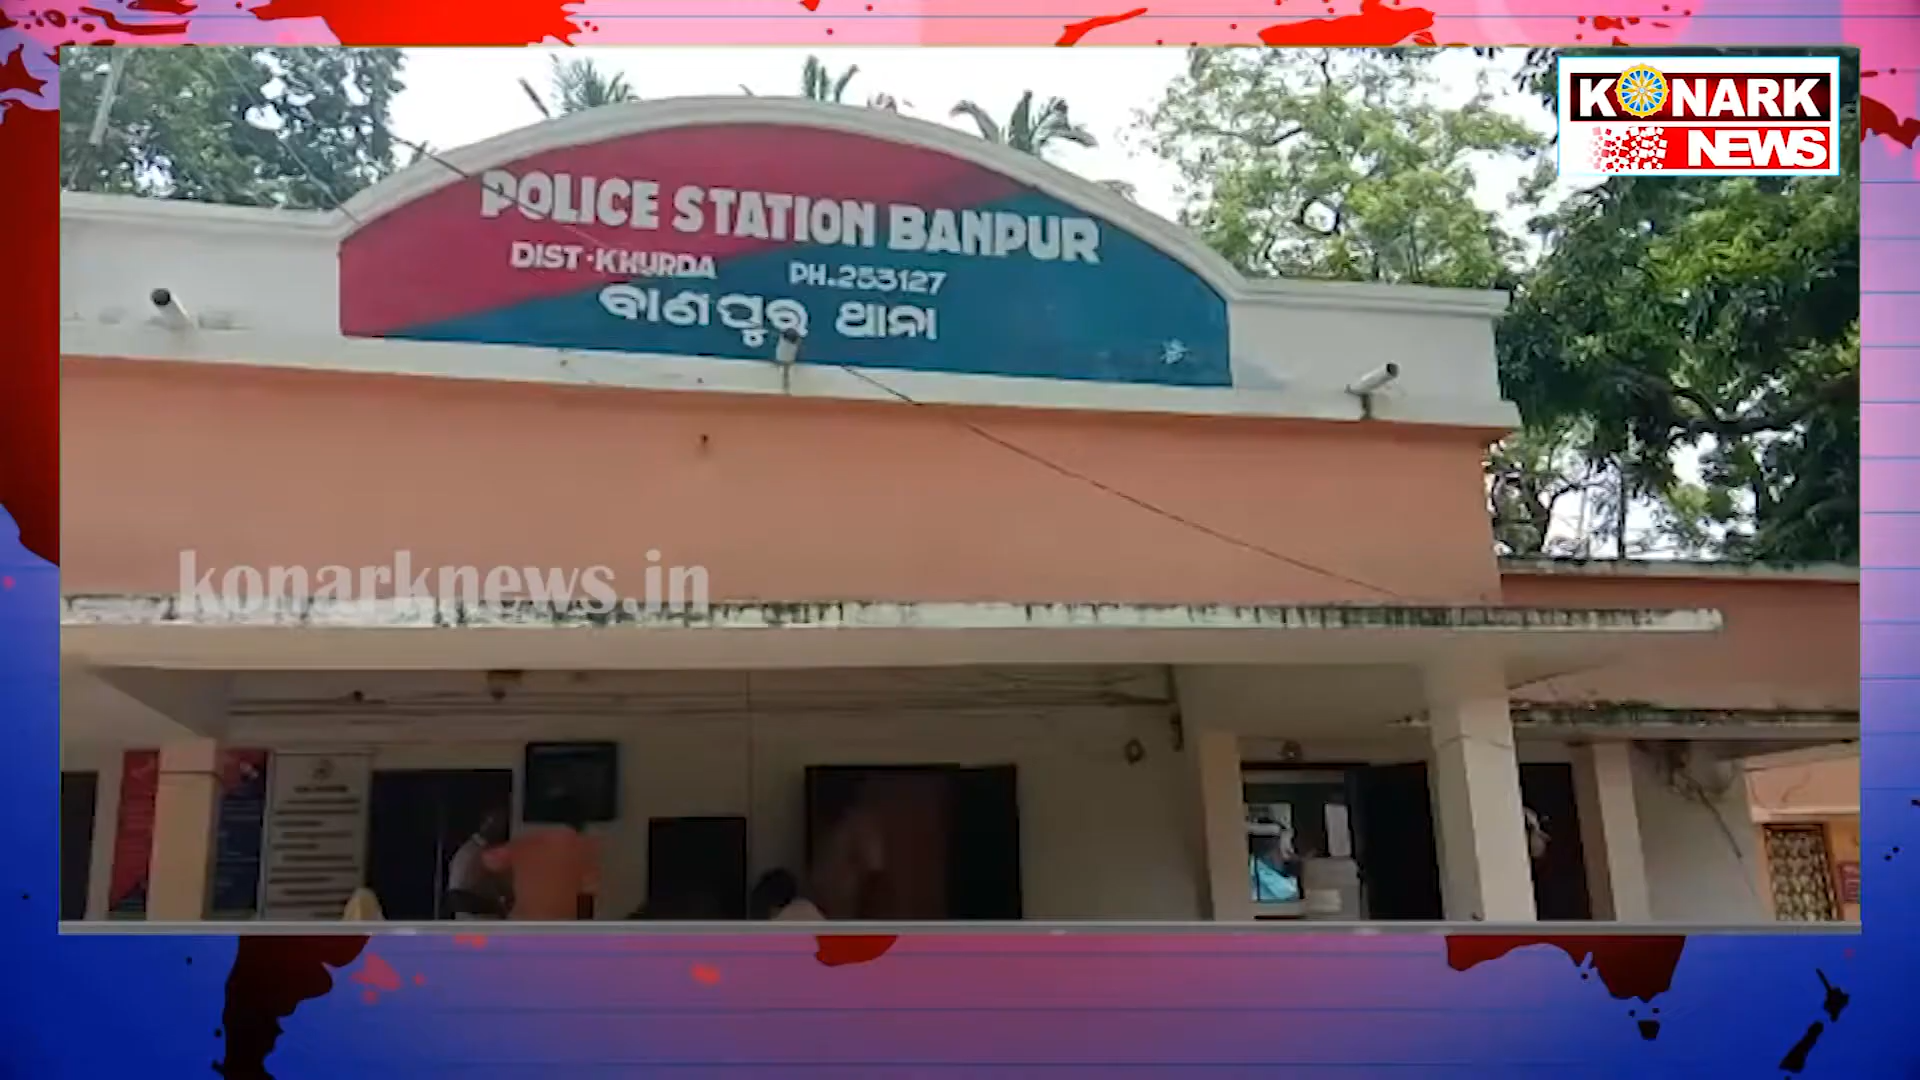 KONARK
NEWS
POLICE STATION BANPUR
DIST-KHURDA PH.253127
ବାଣପୁର ଥାନା
konarknews.in